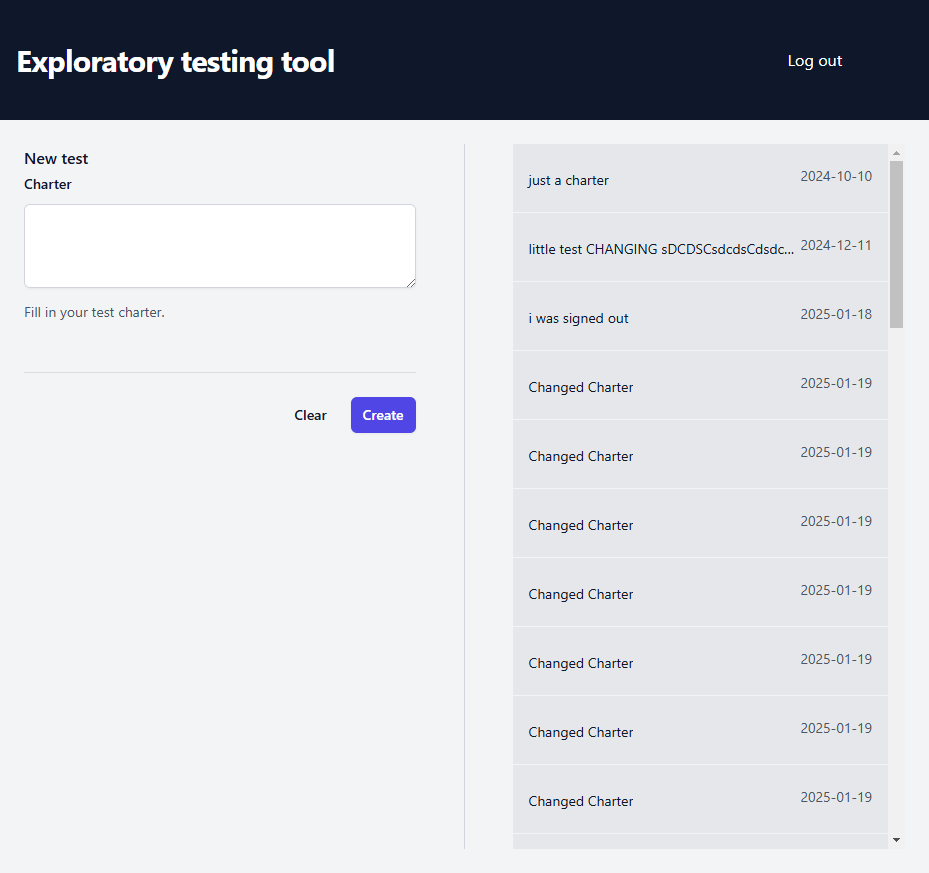 Exploratory testing tool
Log out
New test
Charter
Fill in your test charter.
Clear
Create
just a charter 2024-10-10
little test CHANGING sDCDSCsdcdsCdsdc... 2024-12-11
i was signed out 2025-01-18
Changed Charter 2025-01-19
Changed Charter 2025-01-19
Changed Charter 2025-01-19
Changed Charter 2025-01-19
Changed Charter 2025-01-19
Changed Charter 2025-01-19
Changed Charter 2025-01-19